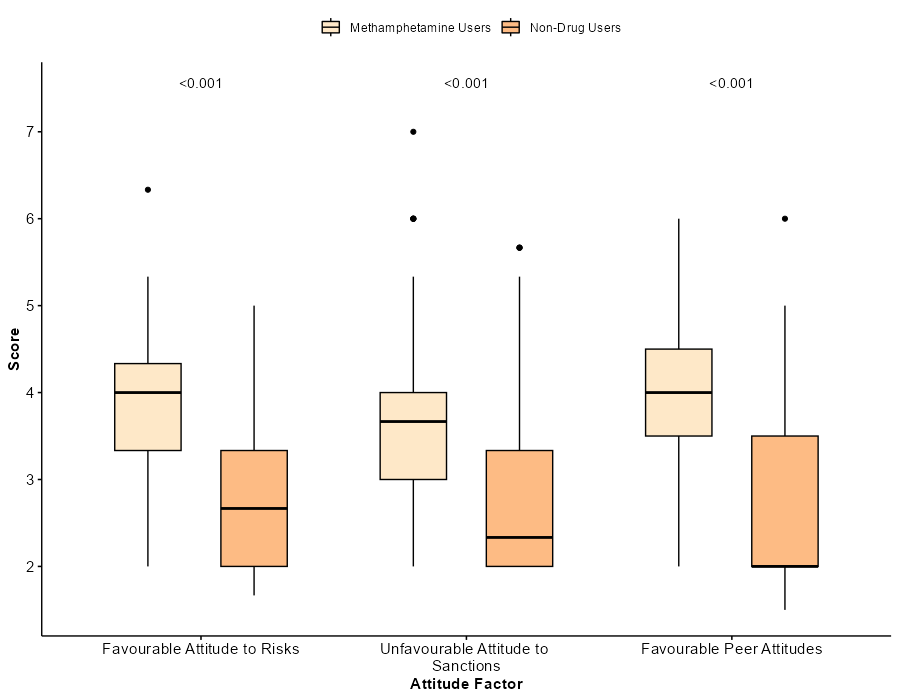 Methamphetamine Users Non-Drug Users
<0.001 <0.001 <0.001
7
6
5
4
3
2
Score
Favourable Attitude to Risks Unfavourable Attitude to Favourable Peer Attitudes
Sanctions
Attitude Factor